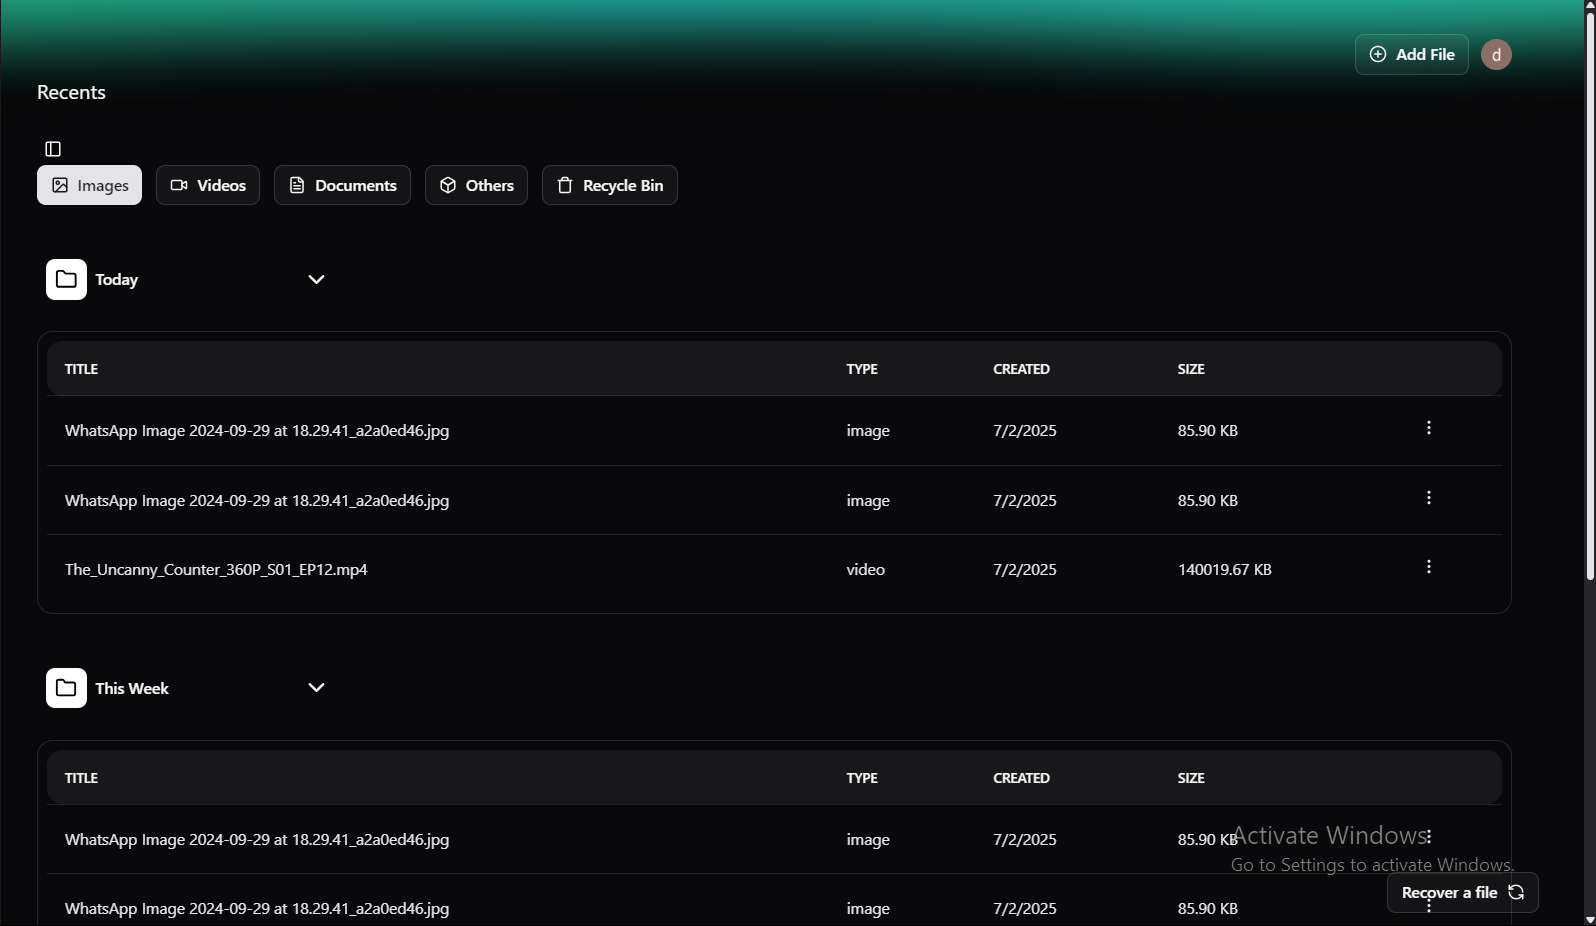 Add File
d
Recents
Images Videos Documents Others Recycle Bin
Today
TITLE TYPE CREATED SIZE
WhatsApp Image 2024-09-29 at 18.29.41_a2a0ed46.jpg image 7/2/2025 85.90 KB
WhatsApp Image 2024-09-29 at 18.29.41_a2a0ed46.jpg image 7/2/2025 85.90 KB
The_Uncanny_Counter_360P_S01_EP12.mp4 video 7/2/2025 140019.67 KB
This Week
TITLE TYPE CREATED SIZE
WhatsApp Image 2024-09-29 at 18.29.41_a2a0ed46.jpg image 7/2/2025 85.90 KB
Activate Windows
Go to Settings to activate Windows.
Recover a file
WhatsApp Image 2024-09-29 at 18.29.41_a2a0ed46.jpg image 7/2/2025 85.90 KB